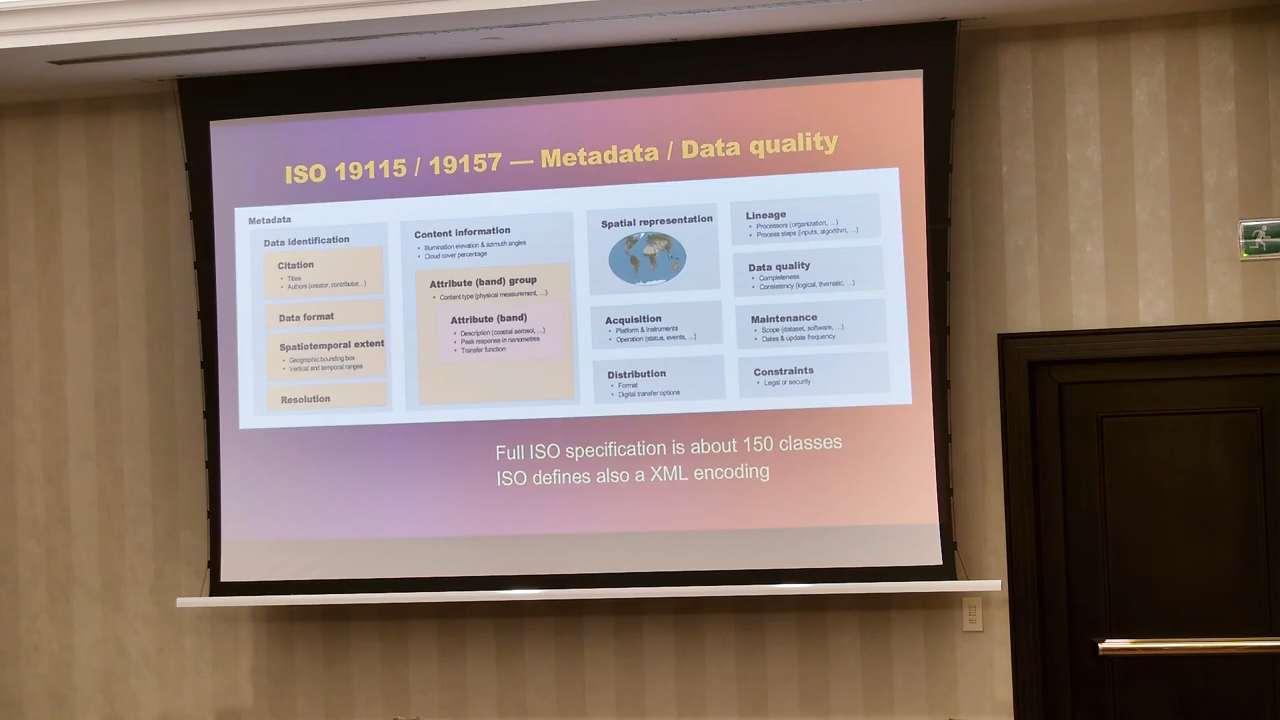 ISO 19115 / 19157 — Metadata / Data quality
Metadata
Data identification
Citation
• Titles
• Authors (creator, contributor...)
Data format
Spatiotemporal extent
• Geographic bounding box
• Vertical and temporal ranges
Resolution
Content information
• Illumination elevation & azimuth angles
• Cloud cover percentage
Attribute (band) group
• Content type (physical measurement, ...)
Attribute (band)
• Description (coastal aerosol, ...)
• Peak response in nanometres
• Transfer function
Spatial representation
Acquisition
• Platform & instruments
• Operation (status, events, ...)
Distribution
• Format
• Digital transfer options
Lineage
• Processors (organization, ...)
• Process steps (inputs, algorithm, ...)
Data quality
• Completeness
• Consistency (logical, thematic, ...)
Maintenance
• Scope (dataset, software, ...)
• Dates & update frequency
Constraints
• Legal or security
Full ISO specification is about 150 classes
ISO defines also a XML encoding